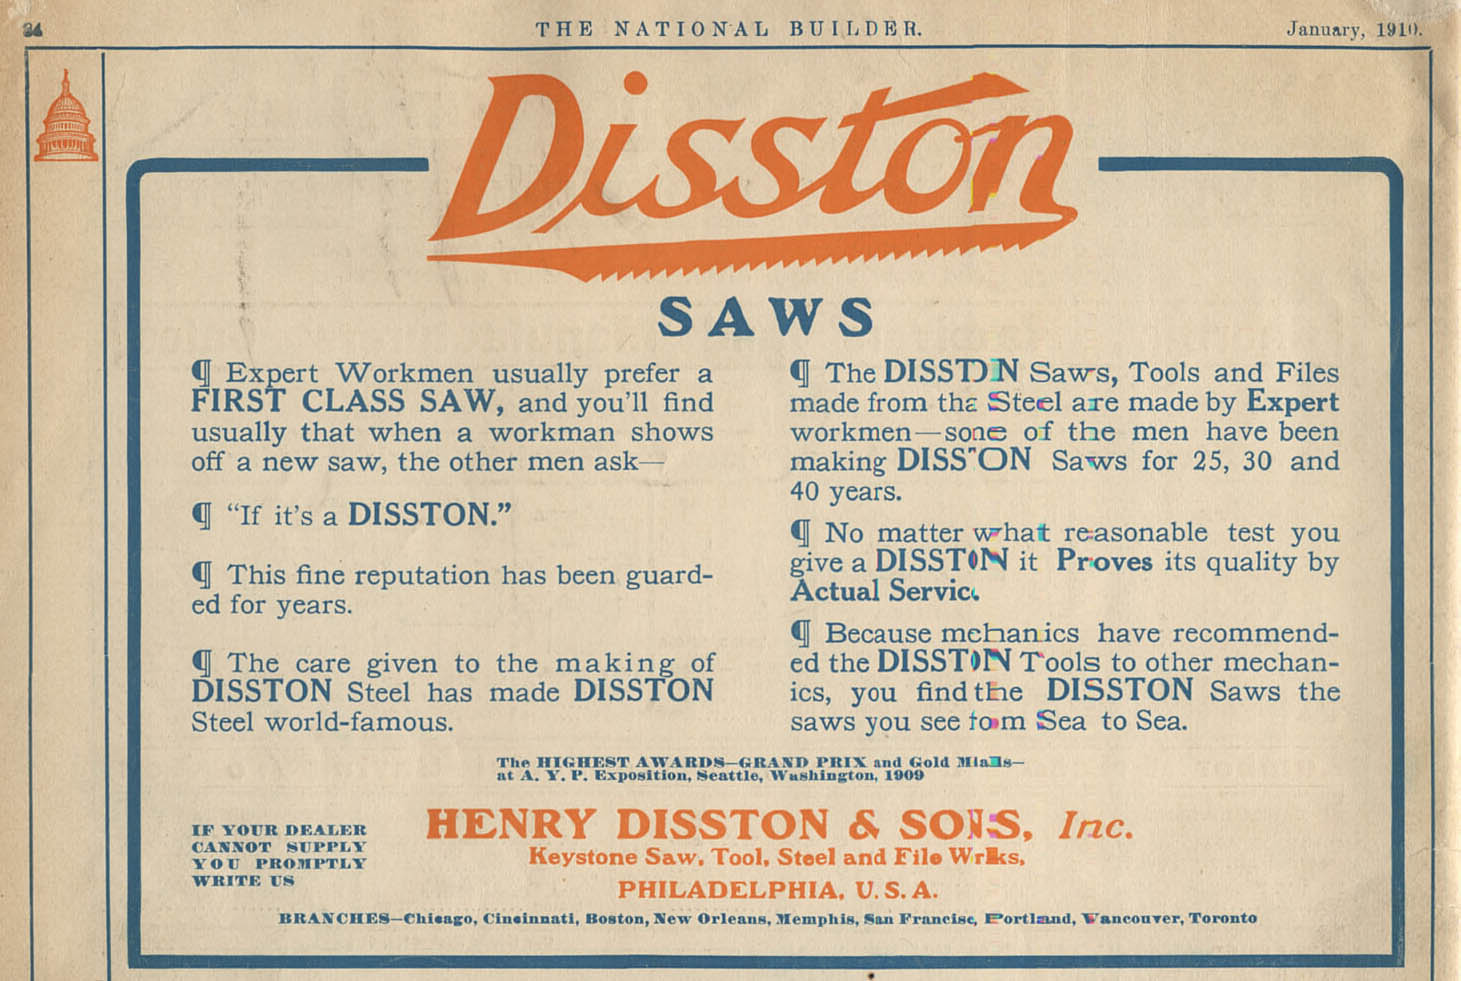 34
THE NATIONAL BUILDER.
January, 1910.
Disston
SAWS
¶ Expert Workmen usually prefer a
FIRST CLASS SAW, and you'll find
usually that when a workman shows
off a new saw, the other men ask—
¶ "If it's a DISSTON."
¶ This fine reputation has been guard-
ed for years.
¶ The care given to the making of
DISSTON Steel has made DISSTON
Steel world-famous.
¶ The DISSTON Saws, Tools and Files
made from tha Steel are made by Expert
workmen—some of the men have been
making DISSTON Saws for 25, 30 and
40 years.
¶ No matter what reasonable test you
give a DISSTON it Proves its quality by
Actual Servic.
¶ Because mechanics have recommend-
ed the DISSTON Tools to other mechan-
ics, you find the DISSTON Saws the
saws you see from Sea to Sea.
The HIGHEST AWARDS—GRAND PRIX and Gold
at A. Y. P. Exposition, Seattle, Washington, 1909
IF YOUR DEALER
CANNOT SUPPLY
YOU PROMPTLY
WRITE US
HENRY DISSTON & SONS, Inc.
Keystone Saw, Tool, Steel and File Wrks,
PHILADELPHIA, U. S. A.
BRANCHES—Chicago, Cincinnati, Boston, New Orleans, Memphis, San Francisc, Portland, Vancouver, Toronto